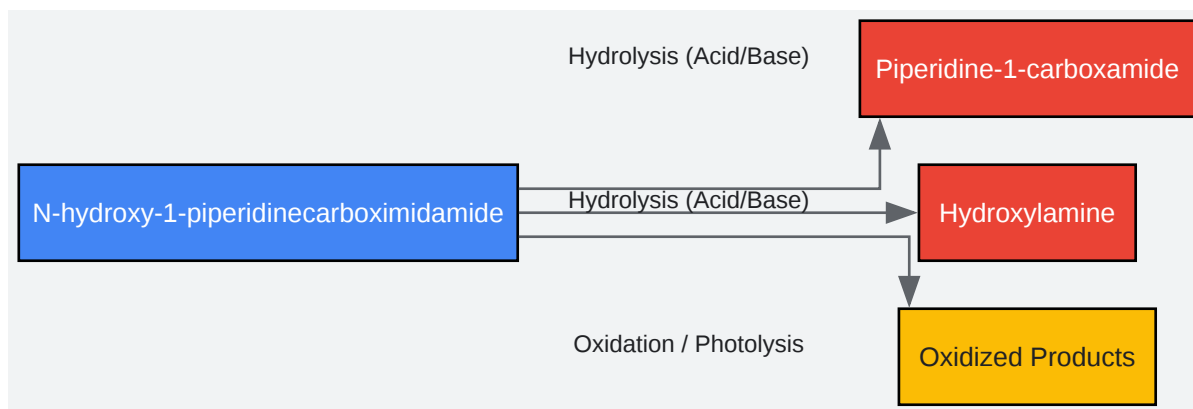 Hydrolysis (Acid/Base)
Piperidine-1-carboxamide
N-hydroxy-1-piperidinecarboximidamide
Hydrolysis (Acid/Base)
Hydroxylamine
Oxidation / Photolysis
Oxidized Products